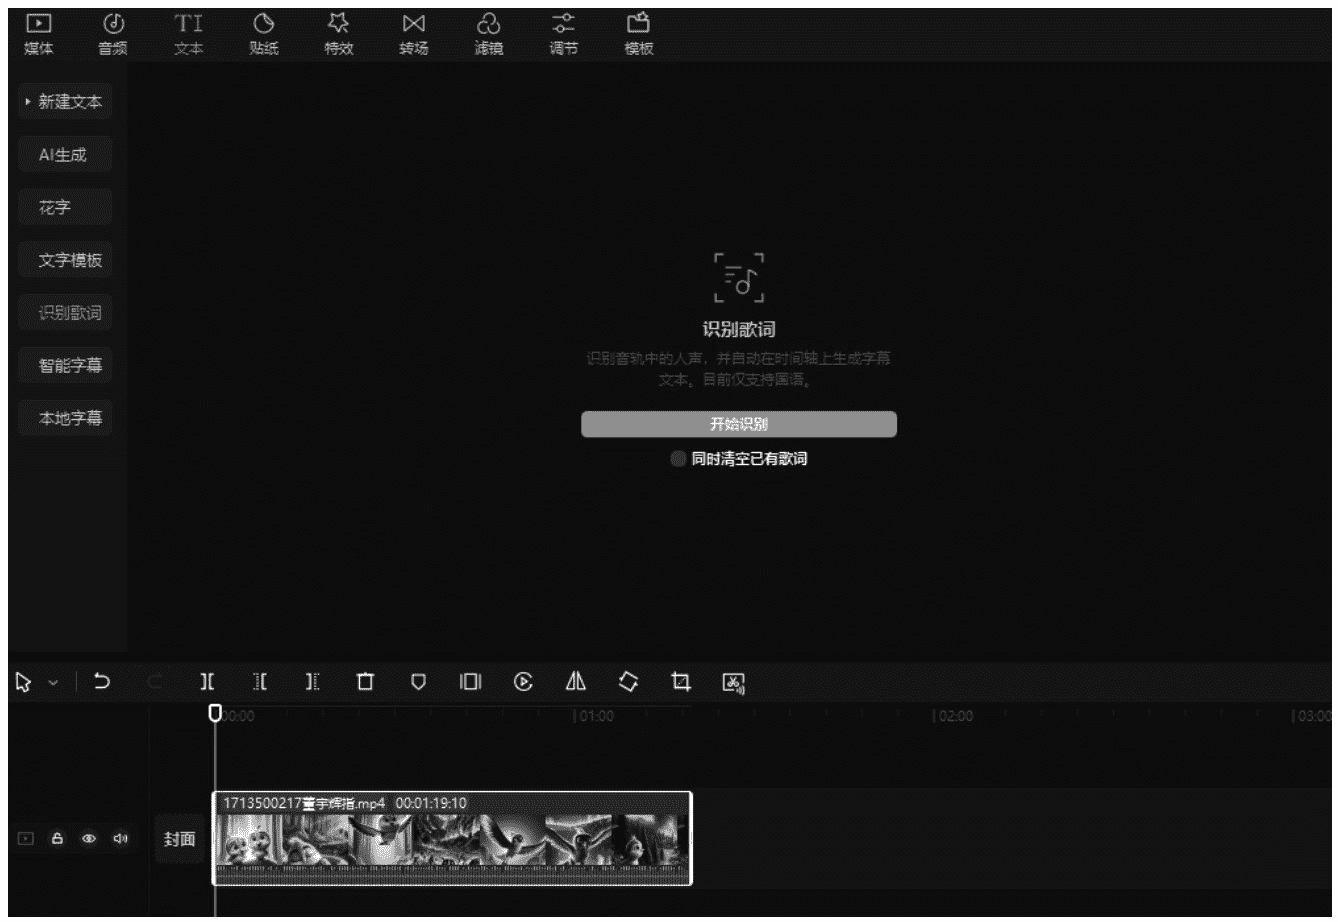 媒体 音频 TI 文本 贴纸 特效 转场 滤镜 调节 模板
新建文本
AI生成
花字
文字模板
识别歌词
智能字幕
本地字幕
识别歌词
识别音轨中的人声，并自动在时间轴上生成字幕
文本。目前仅支持国语。
开始识别
同时清空已有歌词
00:00 01:00 02:00 03:00
1713500217董宇辉指.mp4 00:01:19:10
封面